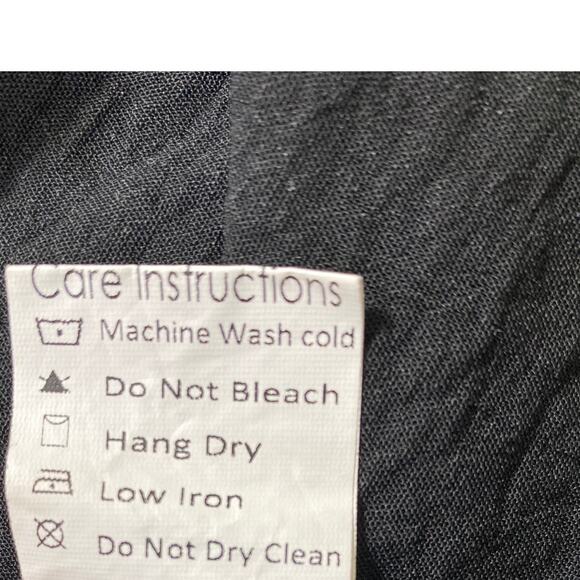 Care Instructions
Machine Wash cold
Do Not Bleach
Hang Dry
Low Iron
Do Not Dry Clean